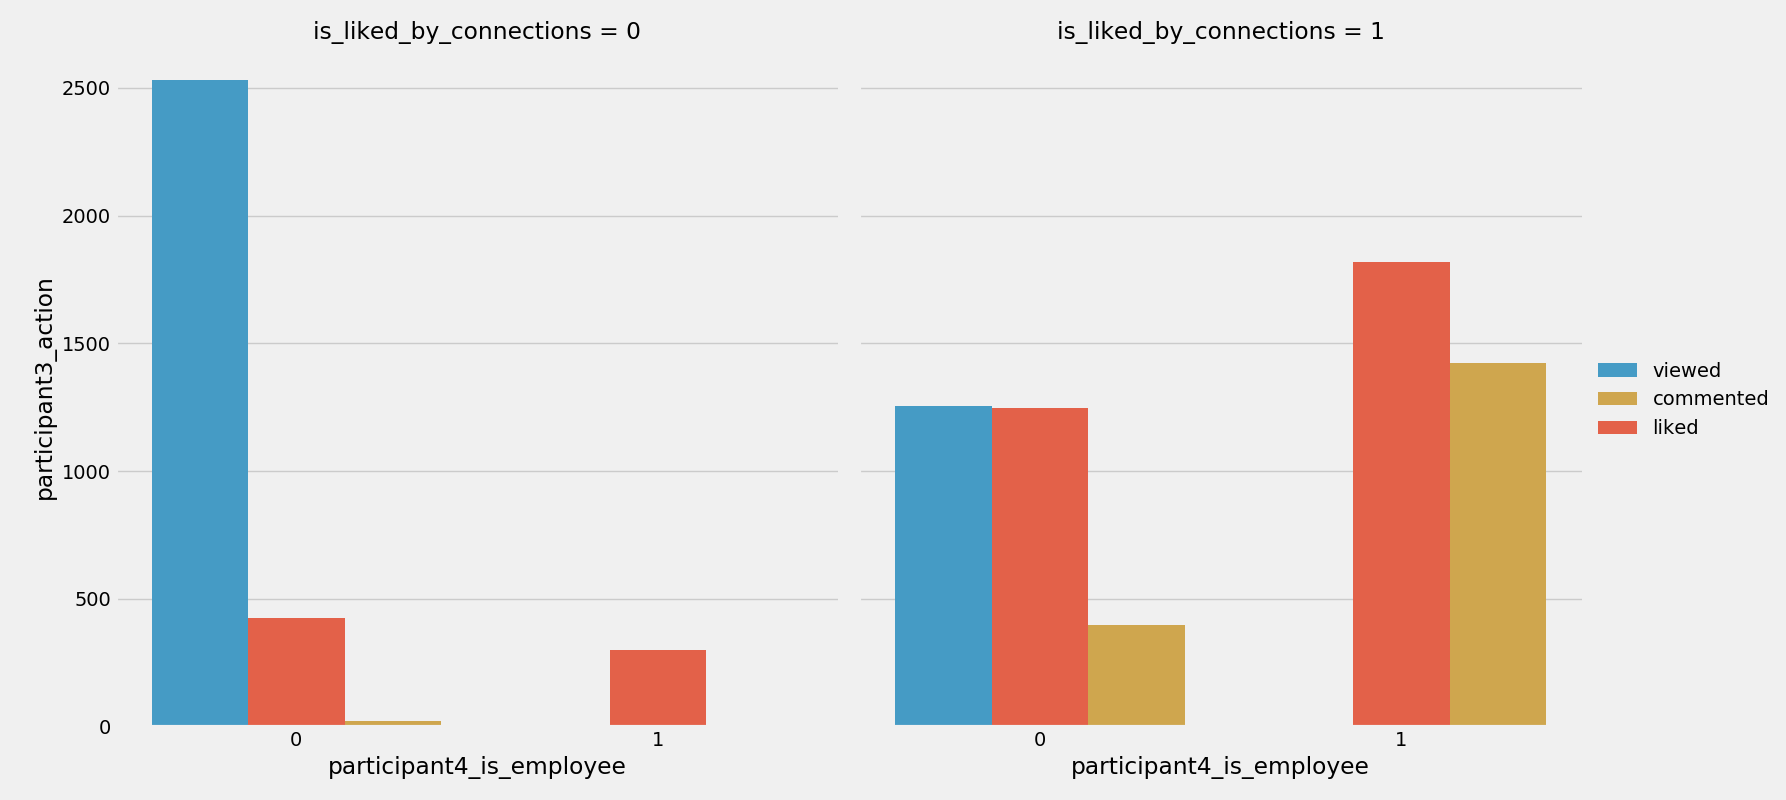 is_liked_by_connections = 0
is_liked_by_connections = 1
participant3_action
2500
2000
1500
1000
500
0
0
1
participant4_is_employee
0
1
participant4_is_employee
viewed
commented
liked